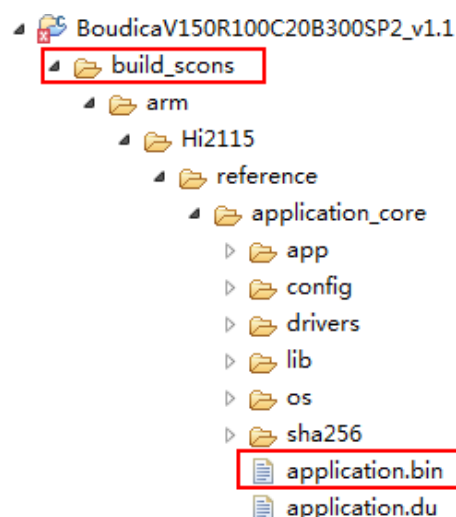 BoudicaV150R100C20B300SP2_v1.1
build_scons
arm
Hi2115
reference
application_core
app
config
drivers
lib
os
sha256
application.bin
application.du